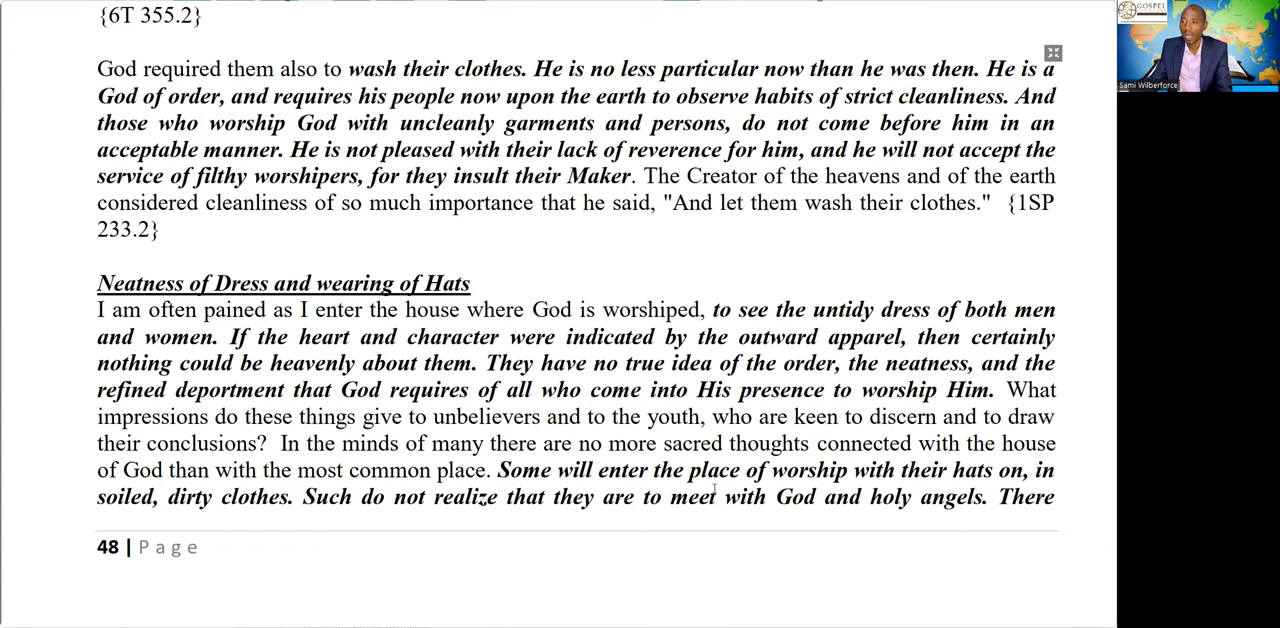 {6T 355.2}
God required them also to wash their clothes. He is no less particular now than he was then. He is a
God of order, and requires his people now upon the earth to observe habits of strict cleanliness. And
those who worship God with uncleanly garments and persons, do not come before him in an
acceptable manner. He is not pleased with their lack of reverence for him, and he will not accept the
service of filthy worshipers, for they insult their Maker. The Creator of the heavens and of the earth
considered cleanliness of so much importance that he said, "And let them wash their clothes." {1SP
233.2}
Neatness of Dress and wearing of Hats
I am often pained as I enter the house where God is worshiped, to see the untidy dress of both men
and women. If the heart and character were indicated by the outward apparel, then certainly
nothing could be heavenly about them. They have no true idea of the order, the neatness, and the
refined deportment that God requires of all who come into His presence to worship Him. What
impressions do these things give to unbelievers and to the youth, who are keen to discern and to draw
their conclusions? In the minds of many there are no more sacred thoughts connected with the house
of God than with the most common place. Some will enter the place of worship with their hats on, in
soiled, dirty clothes. Such do not realize that they are to meet with God and holy angels. There
48 | Page
GOSPEL
Sami Wilberforce